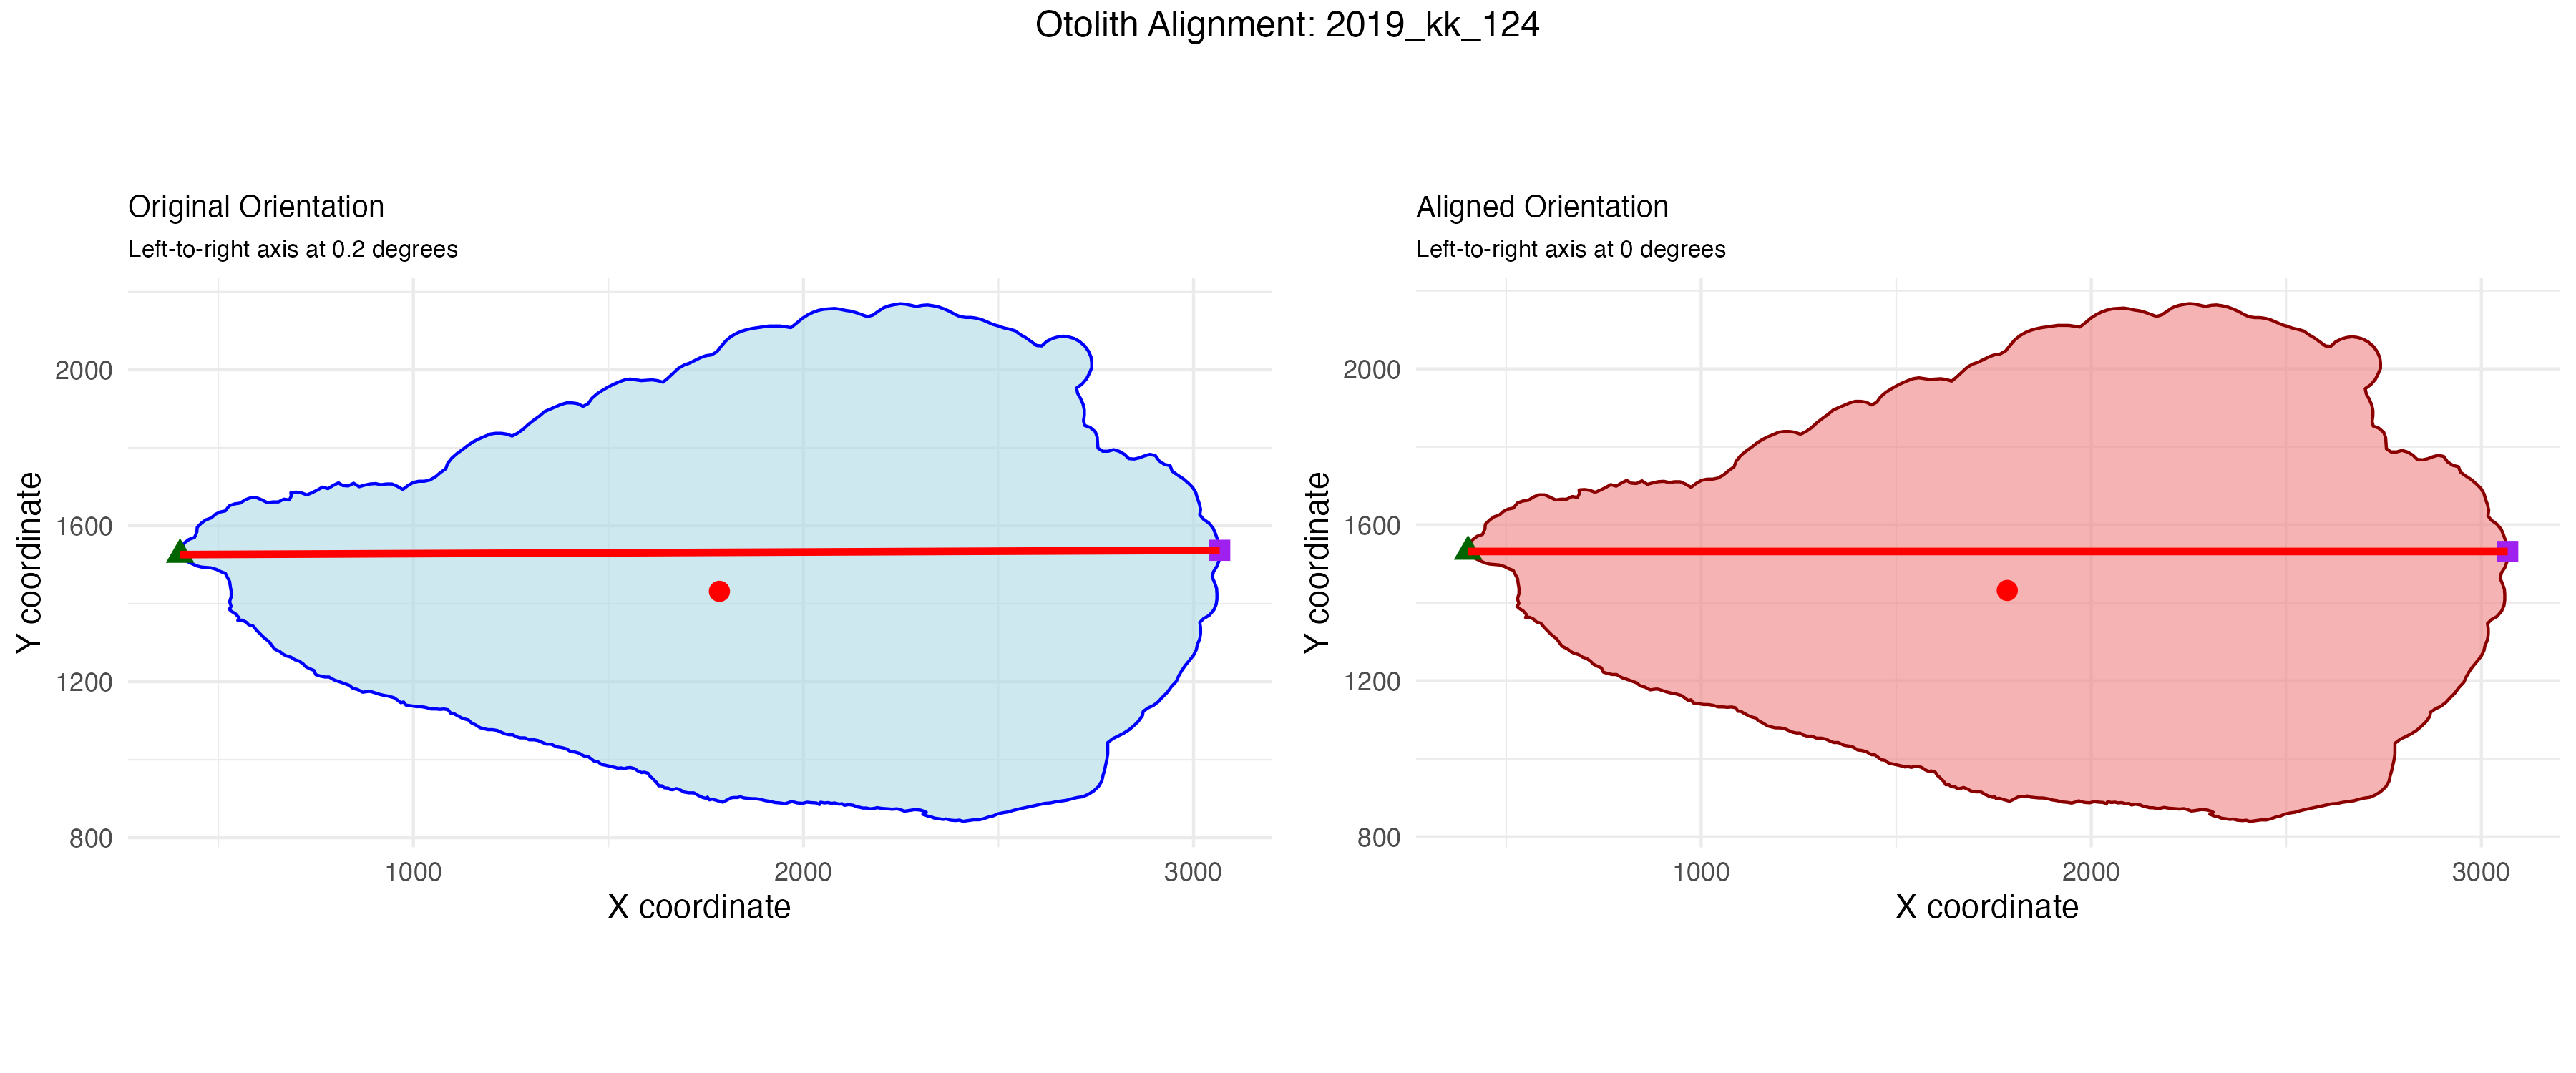 Otolith Alignment: 2019_kk_124
Original Orientation
Left-to-right axis at 0.2 degrees
Y coordinate
2000
1600
1200
800
1000
2000
3000
X coordinate
Aligned Orientation
Left-to-right axis at 0 degrees
Y coordinate
2000
1600
1200
800
1000
2000
3000
X coordinate